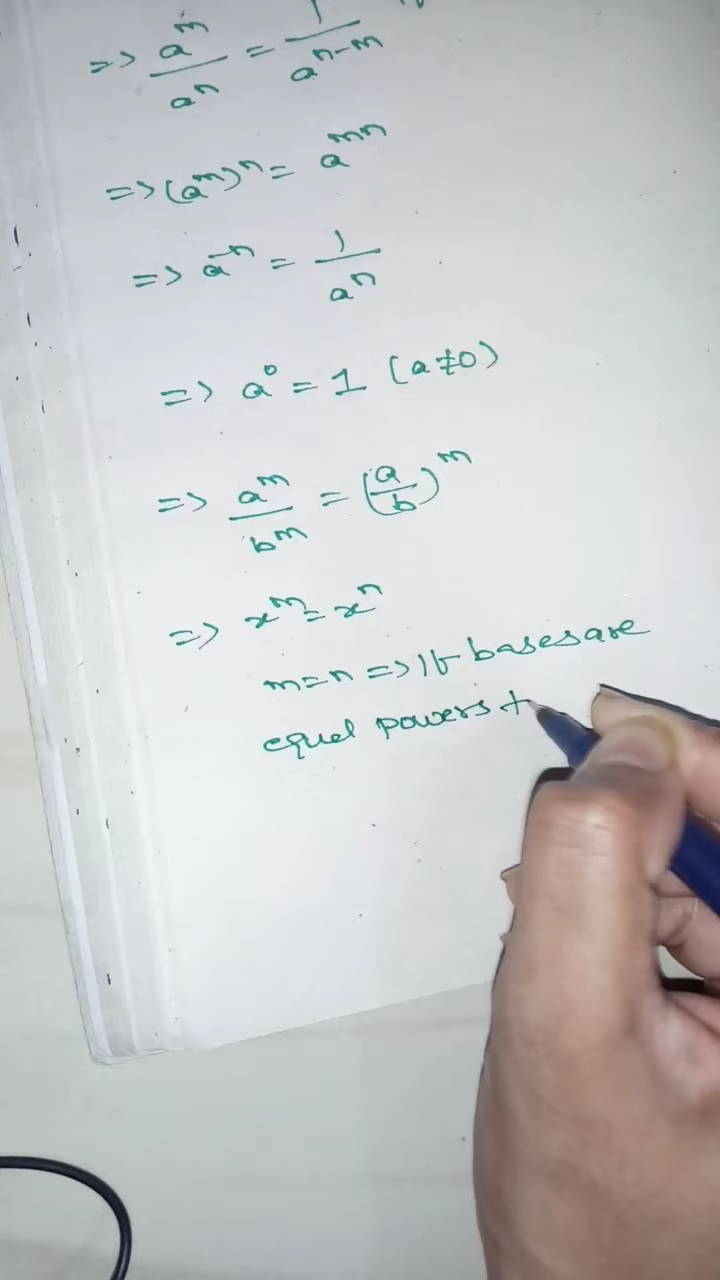 => a^m/a^n = 1/a^(n-m)
=> (a^m)^n = a^(mn)
=> a^-n = 1/a^n
=> a^0 = 1 (a≠0)
=> a^m/b^m = (a/b)^m
=> x^m = x^n
m=n => If bases are
equal powers